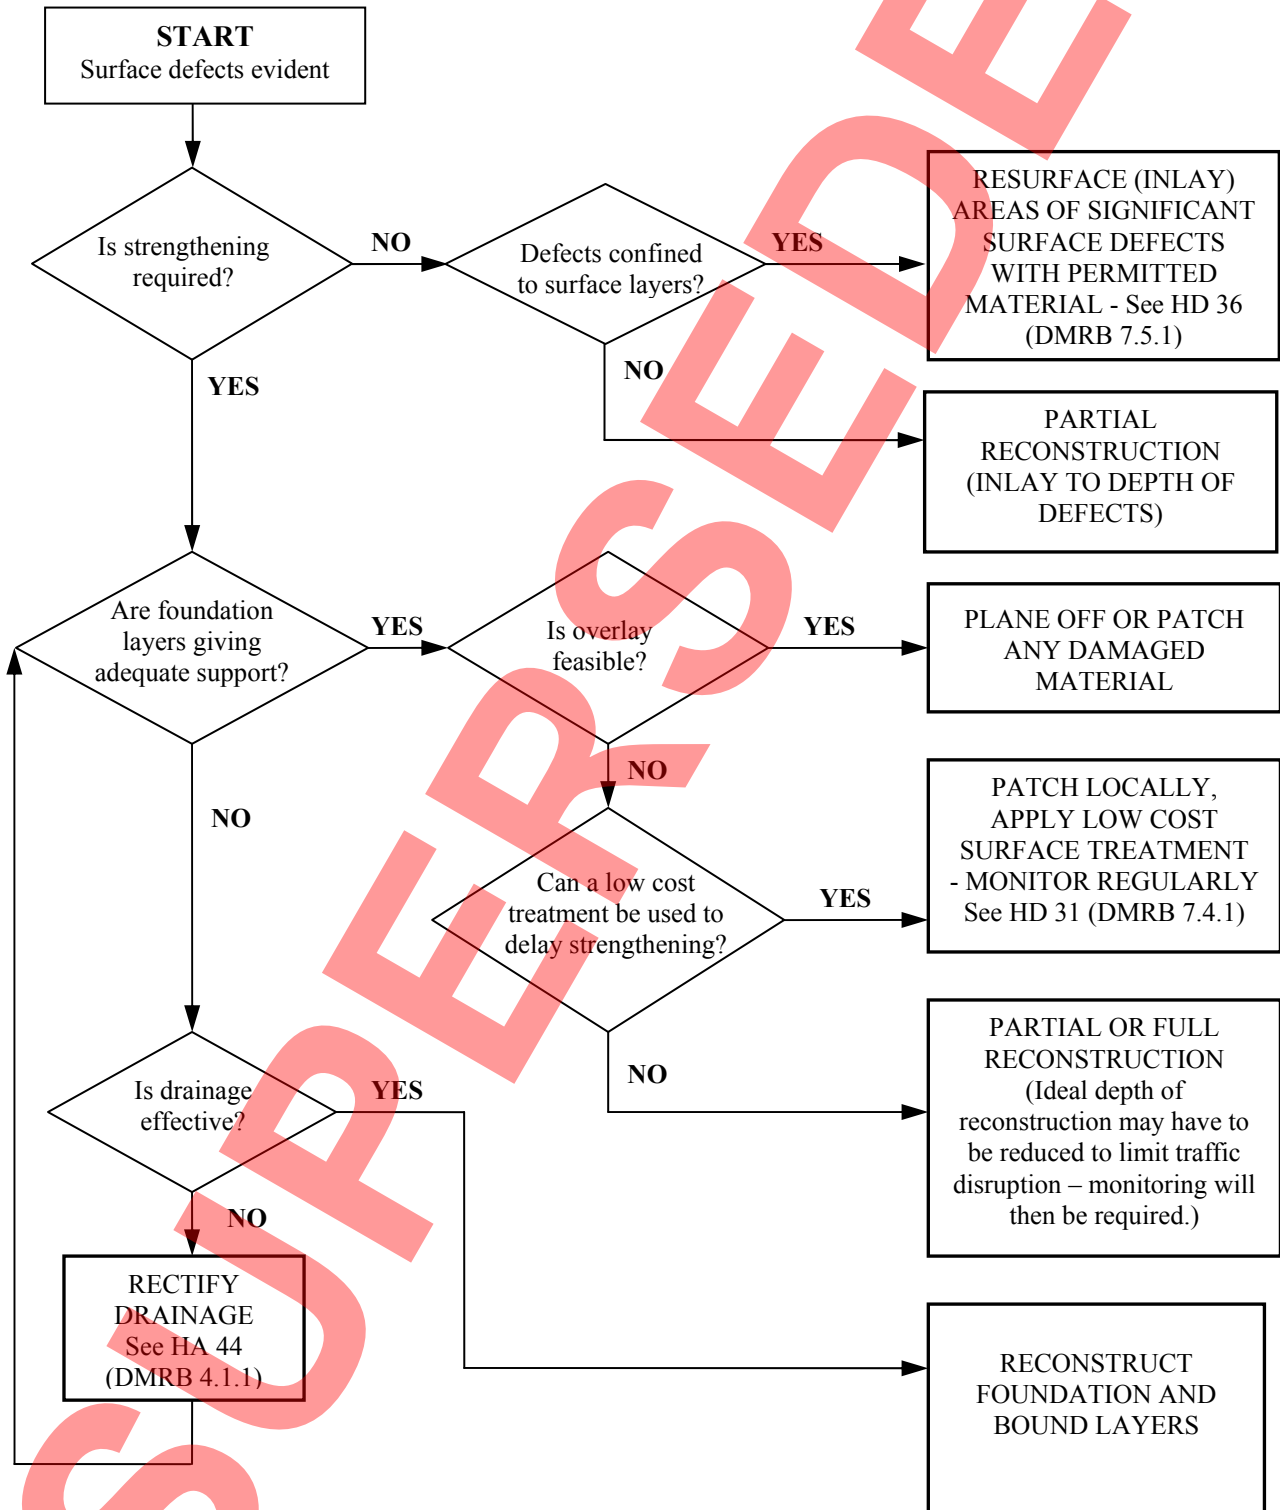 START
Surface defects evident
Is strengthening
required?
NO
Defects confined
to surface layers?
YES
RESURFACE (INLAY)
AREAS OF SIGNIFICANT
SURFACE DEFECTS
WITH PERMITTED
MATERIAL - See HD 36
(DMRB 7.5.1)
NO
YES
PARTIAL
RECONSTRUCTION
(INLAY TO DEPTH OF
DEFECTS)
Are foundation
layers giving
adequate support?
YES
Is overlay
feasible?
YES
PLANE OFF OR PATCH
ANY DAMAGED
MATERIAL
NO
NO
Can a low cost
treatment be used to
delay strengthening?
YES
PATCH LOCALLY,
APPLY LOW COST
SURFACE TREATMENT
- MONITOR REGULARLY
See HD 31 (DMRB 7.4.1)
NO
PARTIAL OR FULL
RECONSTRUCTION
(Ideal depth of
reconstruction may have to
be reduced to limit traffic
disruption – monitoring will
then be required.)
Is drainage
effective?
YES
NO
RECTIFY
DRAINAGE
See HA 44
(DMRB 4.1.1)
RECONSTRUCT
FOUNDATION AND
BOUND LAYERS
SUPERSEDE